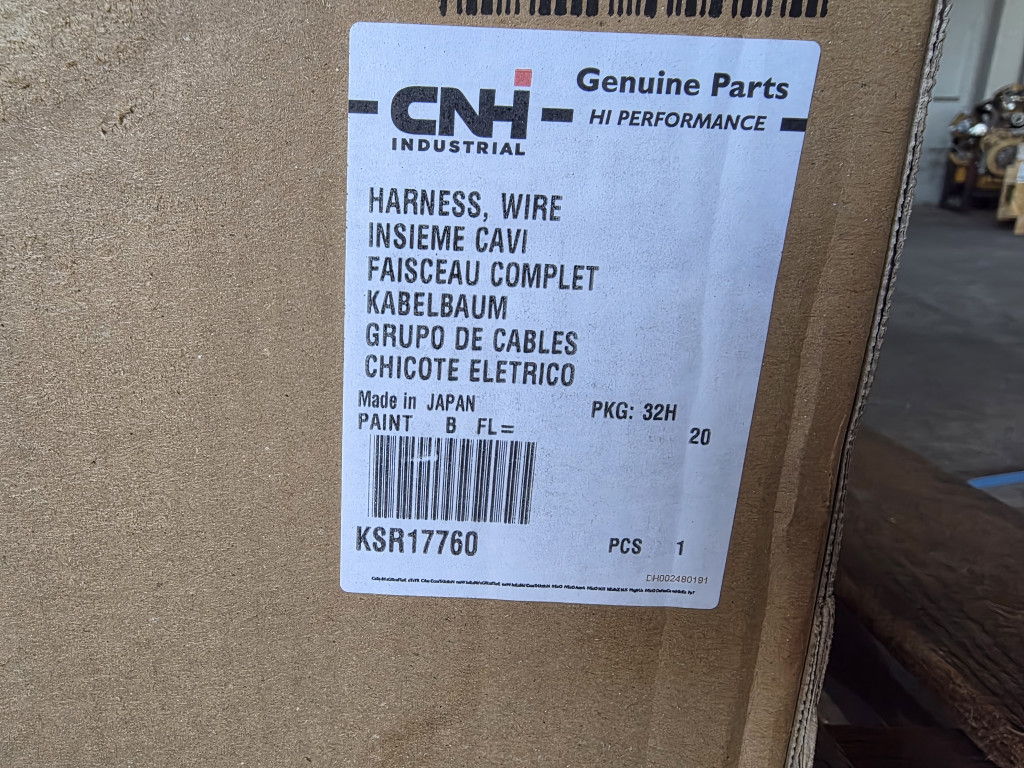 CNH
INDUSTRIAL
Genuine Parts
HI PERFORMANCE
HARNESS, WIRE
INSIEME CAVI
FAISCEAU COMPLET
KABELBAUM
GRUPO DE CABLES
CHICOTE ELETRICO
Made in JAPAN
PKG: 32H
PAINT B FL=
20
KSR17760
PCS 1
DH002480191